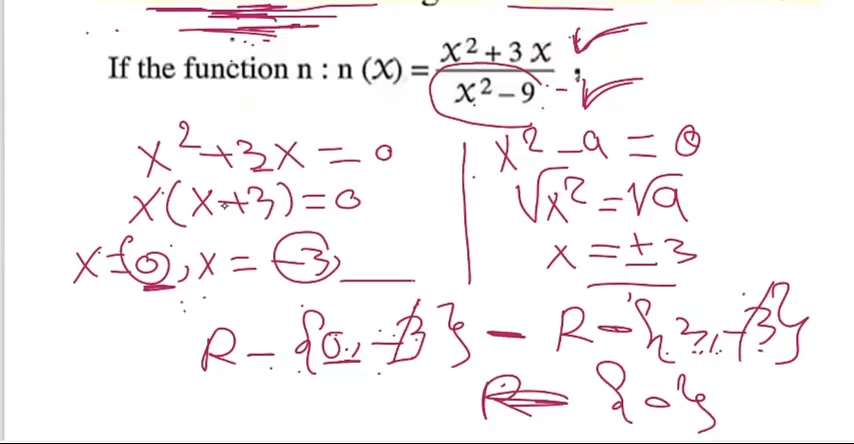 If the function n : n (X) = (X² + 3 X) / (X² – 9) ,
x² + 3x = 0
x² – 9 = 0
x(x+3) = 0
√x² = √9
x = 0, x = –3
x = ± 3
R – {0, –3} – R – {3, –3}
R – {0}